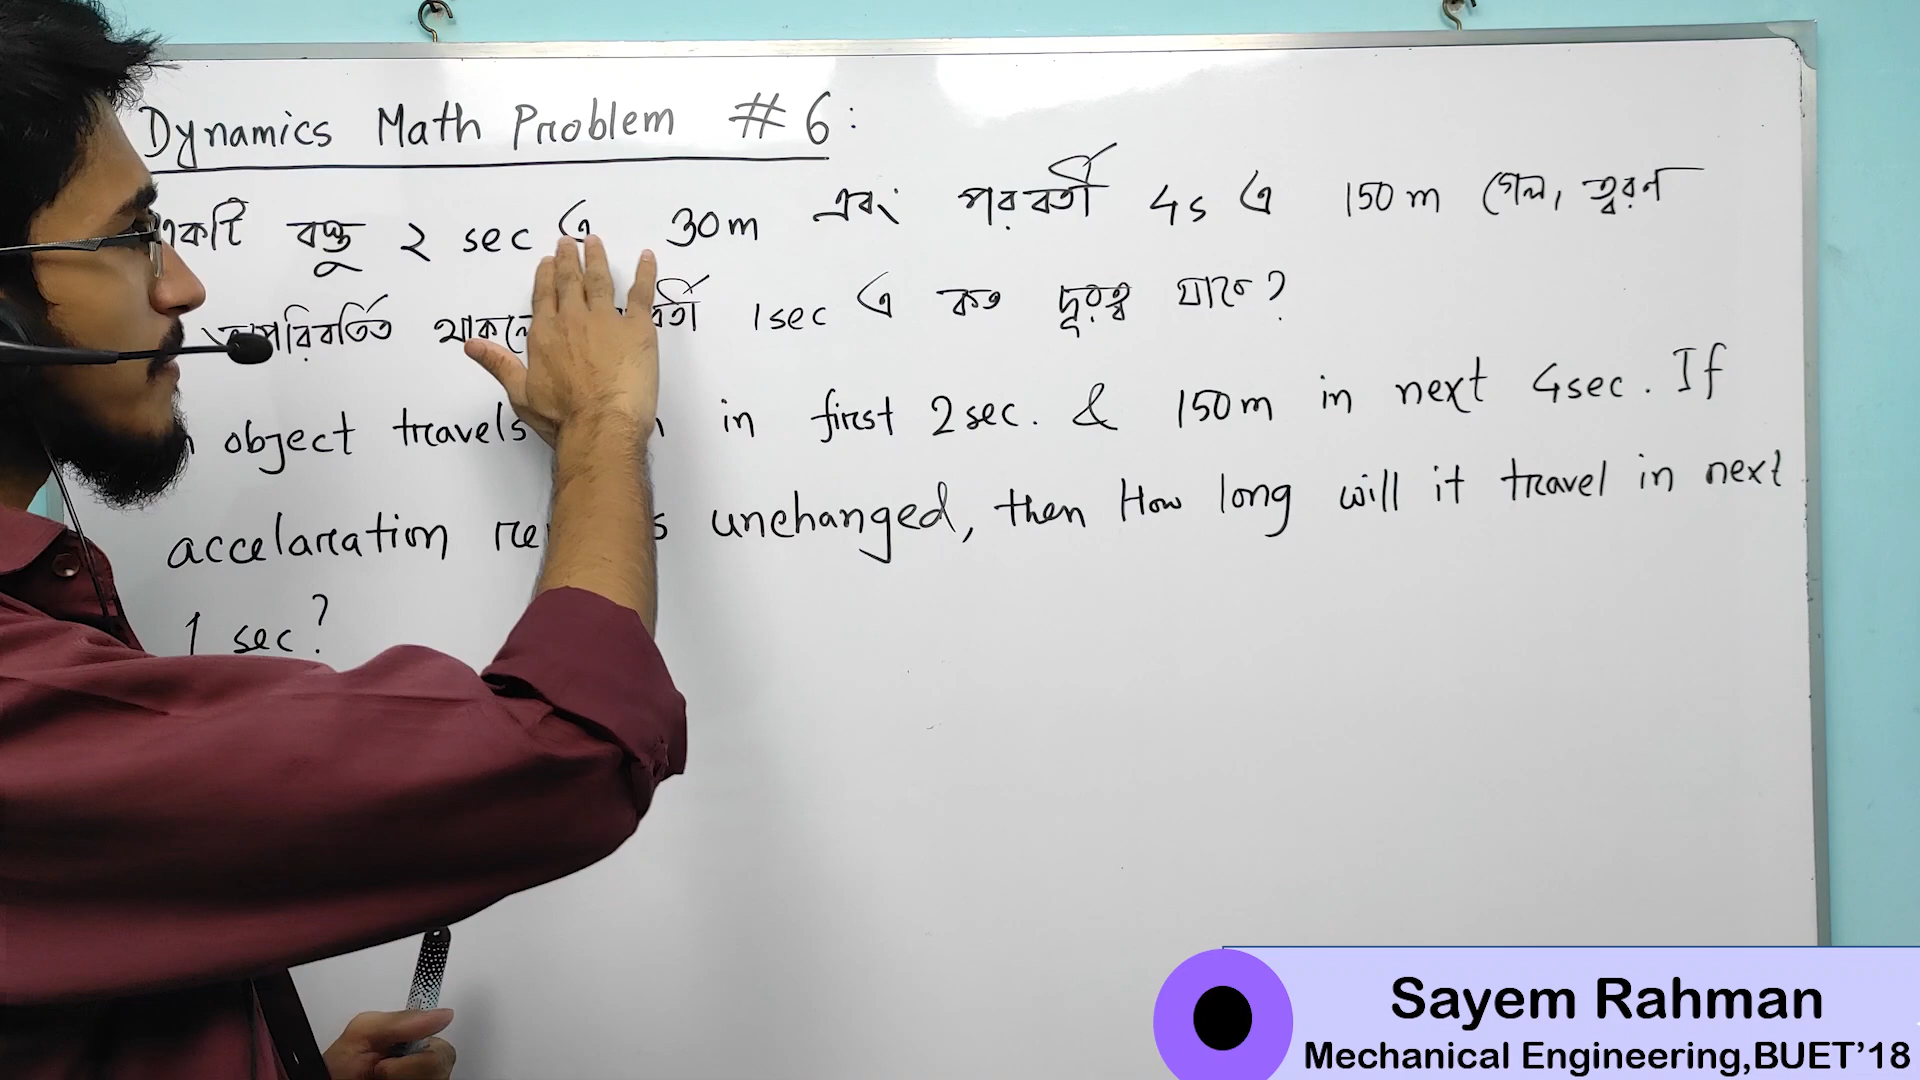 Dynamics Math Problem # 6:
একটি বস্তু ২ sec এ 30m এবং পরবর্তী 4s এ 150 m গেল, ত্বরণ
অপরিবর্তিত থাকলে 1sec এ কত দূরত্ব যাবে?
object travels in first 2sec. & 150m in next 4sec. If
accelaration unchanged, then How long will it travel in next
1 sec?
Sayem Rahman
Mechanical Engineering,BUET'18